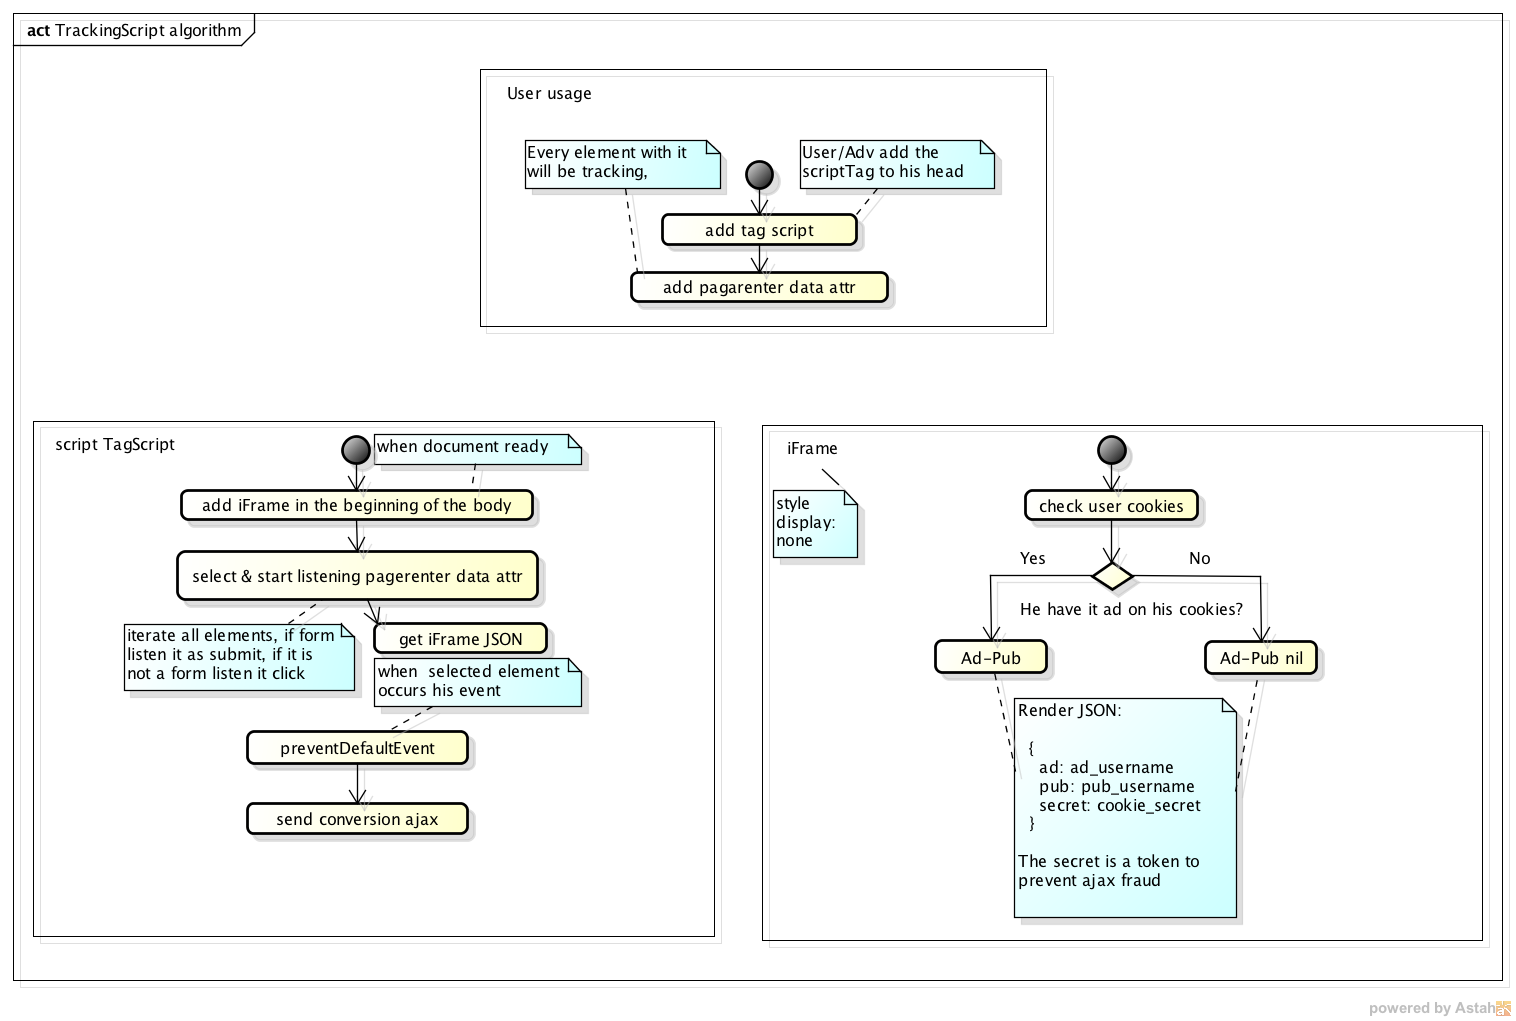 act TrackingScript algorithm
User usage
Every element with it
will be tracking,
User/Adv add the
scriptTag to his head
add tag script
add pagarenter data attr
script TagScript
when document ready
add iFrame in the beginning of the body
select & start listening pagerenter data attr
iterate all elements, if form
listen it as submit, if it is
not a form listen it click
get iFrame JSON
when selected element
occurs his event
preventDefaultEvent
send conversion ajax
iFrame
style
display:
none
check user cookies
Yes
No
He have it ad on his cookies?
Ad-Pub
Ad-Pub nil
Render JSON:
{
ad: ad_username
pub: pub_username
secret: cookie_secret
}
The secret is a token to
prevent ajax fraud
powered by Astah